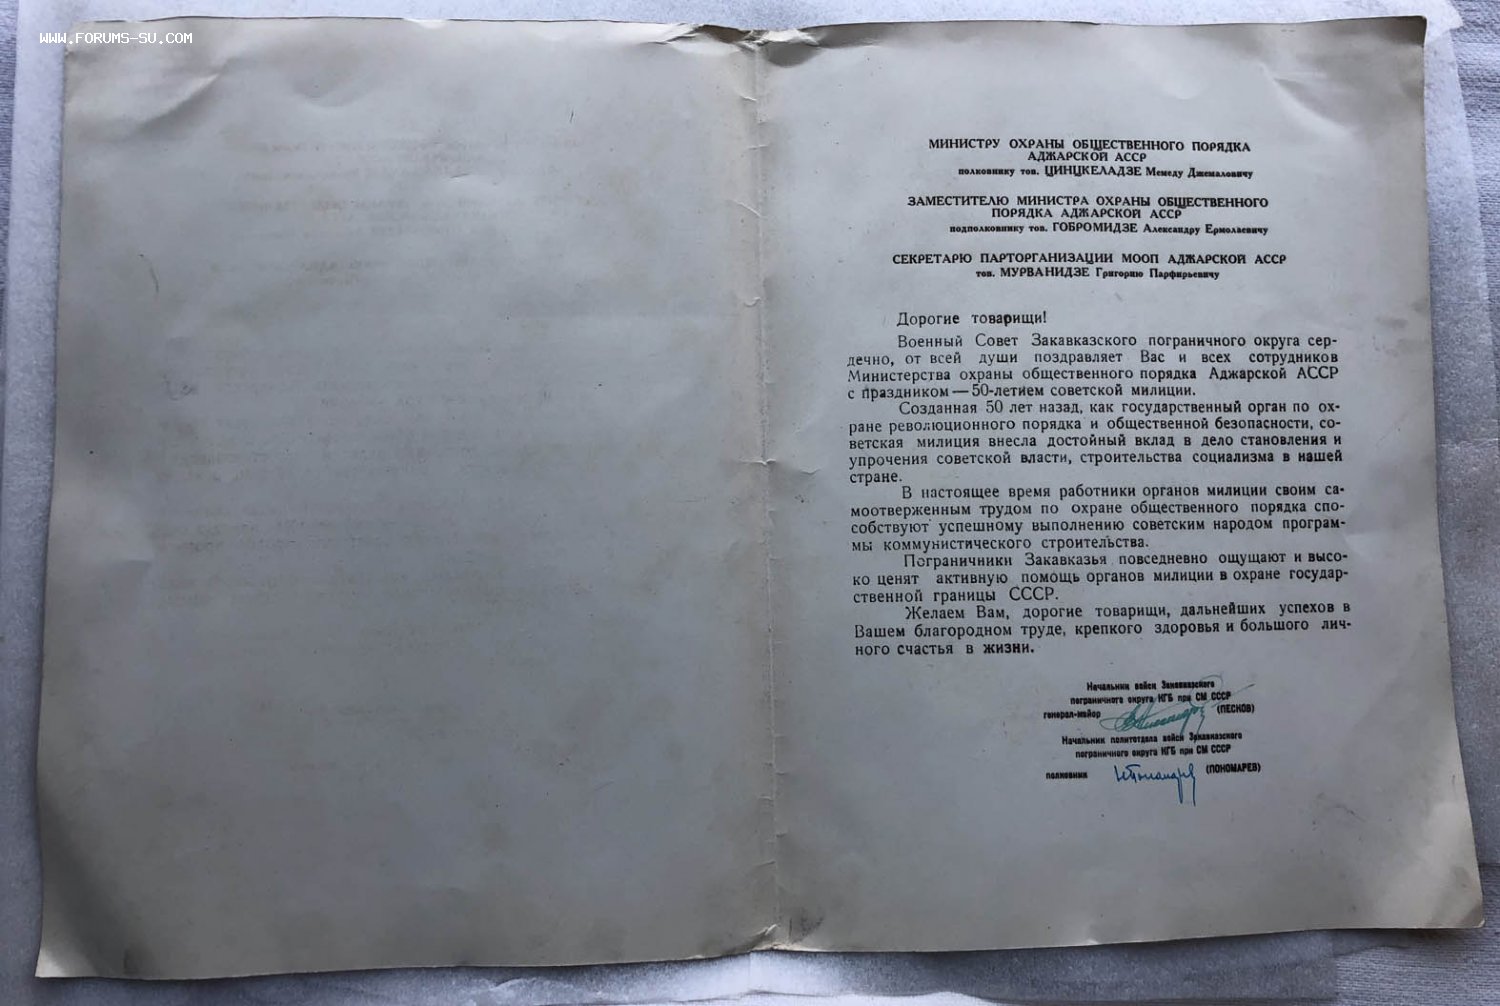 WWW.FORUMS-SU.COM
МИНИСТРУ ОХРАНЫ ОБЩЕСТВЕННОГО ПОРЯДКА
АДЖАРСКОЙ АССР
полковнику тов. ЦИНЦКЕЛАДЗЕ Мемеду Джемаловичу
ЗАМЕСТИТЕЛЮ МИНИСТРА ОХРАНЫ ОБЩЕСТВЕННОГО
ПОРЯДКА АДЖАРСКОЙ АССР
подполковнику тов. ГОБРОМИДЗЕ Александру Ермолаевичу
СЕКРЕТАРЮ ПАРТОРГАНИЗАЦИИ МООП АДЖАРСКОЙ АССР
тов. МУРВАНИДЗЕ Григорию Парфирьевичу
Дорогие товарищи!
Военный Совет Закавказского пограничного округа сер-
дечно, от всей души поздравляет Вас и всех сотрудников
Министерства охраны общественного порядка Аджарской АССР
с праздником — 50-летием советской милиции.
Созданная 50 лет назад, как государственный орган по ох-
ране революционного порядка и общественной безопасности, со-
ветская милиция внесла достойный вклад в дело становления и
упрочения советской власти, строительства социализма в нашей
стране.
В настоящее время работники органов милиции своим са-
моотверженным трудом по охране общественного порядка спо-
собствуют успешному выполнению советским народом програм-
мы коммунистического строительства.
Пограничники Закавказья повседневно ощущают и высо-
ко ценят активную помощь органов милиции в охране государ-
ственной границы СССР.
Желаем Вам, дорогие товарищи, дальнейших успехов в
Вашем благородном труде, крепкого здоровья и большого лич-
ного счастья в жизни.
Начальник войск Закавказского
пограничного округа КГБ при СМ СССР
генерал-майор (ПЕСКОВ)
Начальник политотдела войск Закавказского
пограничного округа КГБ при СМ СССР
полковник (ПОНОМАРЕВ)